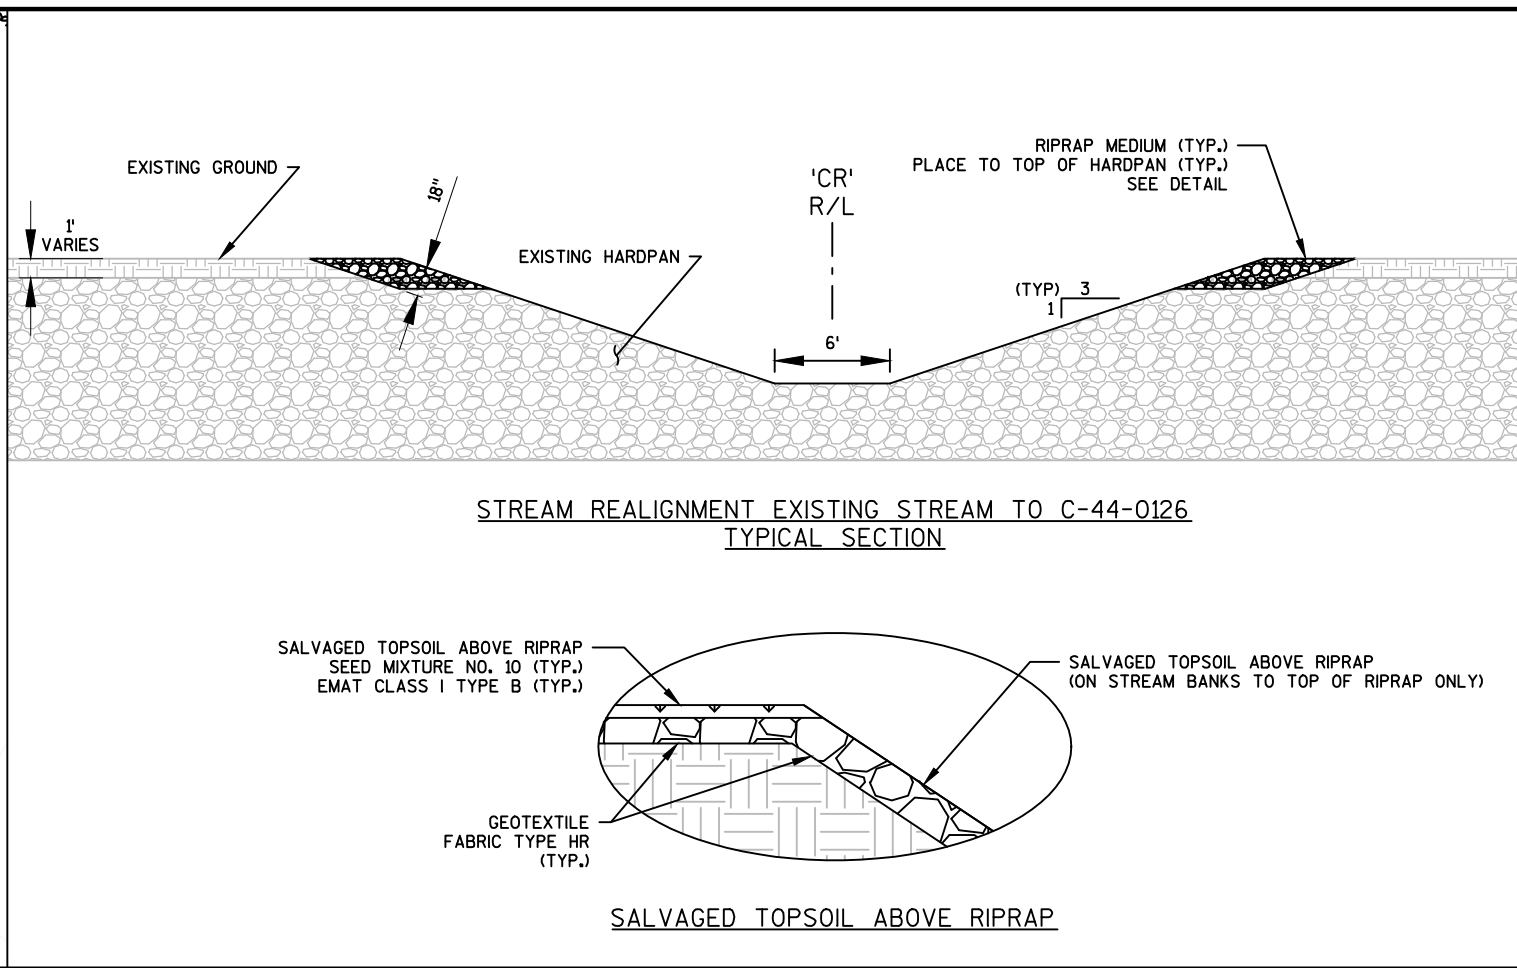 EXISTING GROUND
1'
VARIES
18"
EXISTING HARDPAN
'CR'
R/L
6'
(TYP)
3
1
RIPRAP MEDIUM (TYP.)
PLACE TO TOP OF HARDPAN (TYP.)
SEE DETAIL
STREAM REALIGNMENT EXISTING STREAM TO C-44-0126
TYPICAL SECTION
SALVAGED TOPSOIL ABOVE RIPRAP
SEED MIXTURE NO. 10 (TYP.)
EMAT CLASS I TYPE B (TYP.)
SALVAGED TOPSOIL ABOVE RIPRAP
(ON STREAM BANKS TO TOP OF RIPRAP ONLY)
GEOTEXTILE
FABRIC TYPE HR
(TYP.)
SALVAGED TOPSOIL ABOVE RIPRAP